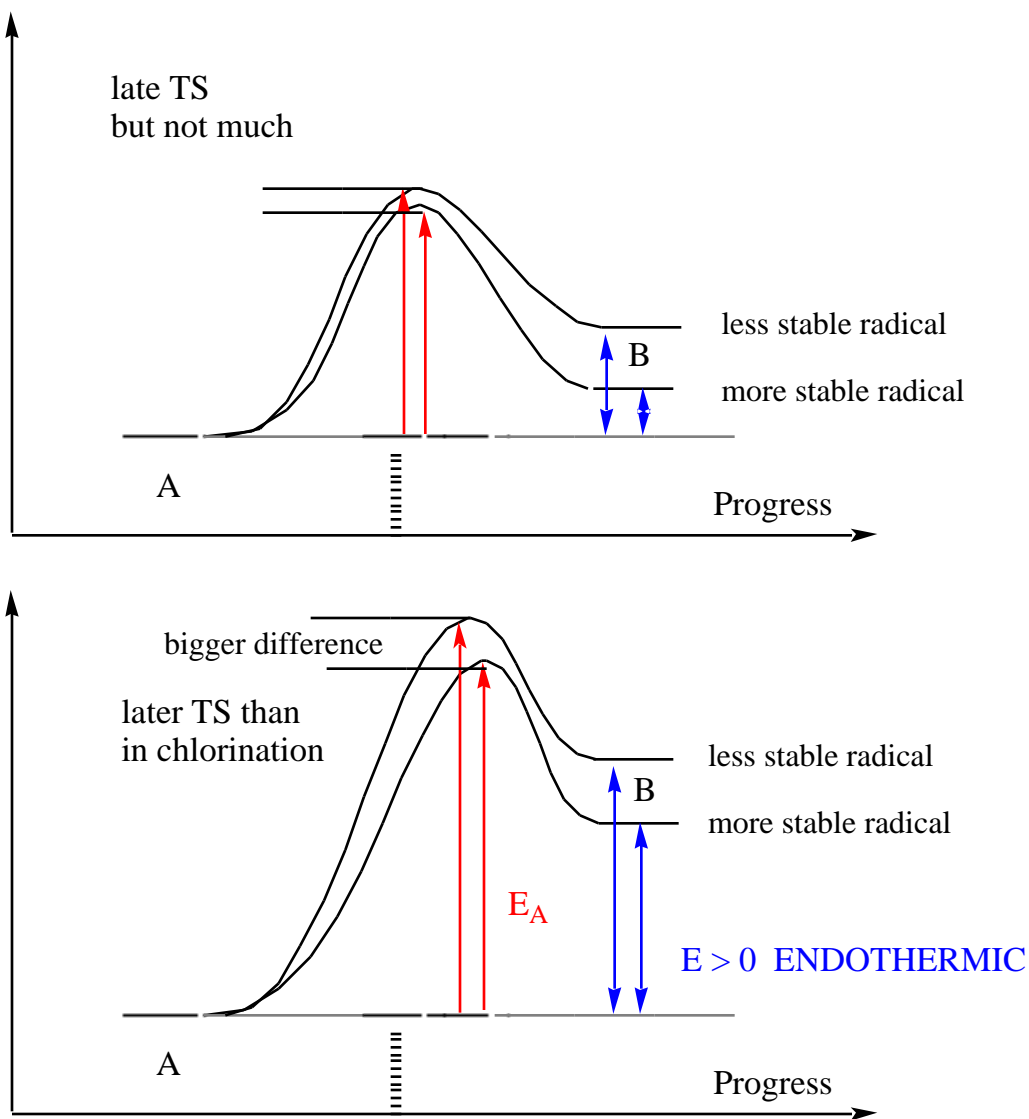 late TS
but not much
less stable radical
B
more stable radical
A
Progress
bigger difference
later TS than
in chlorination
less stable radical
B
more stable radical
E_A
E > 0 ENDOTHERMIC
A
Progress